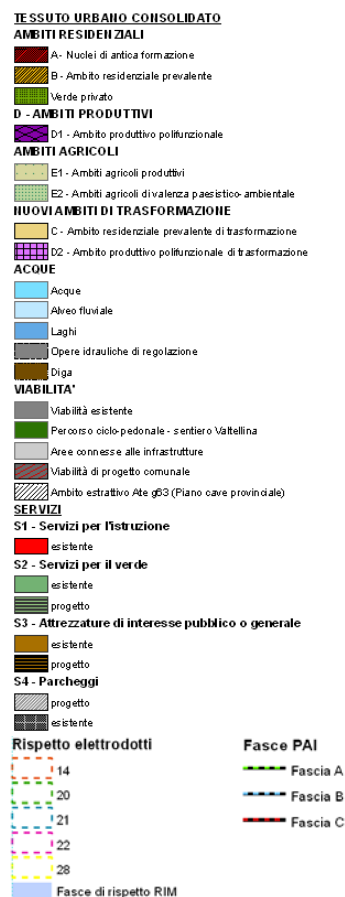 TESSUTO URBANO CONSOLIDATO
AMBITI RESIDENZIALI
A - Nuclei di antica formazione
B - Ambito residenziale prevalente
Verde privato
D - AMBITI PRODUTTIVI
D1 - Ambito produttivo polifunzionale
AMBITI AGRICOLI
E1 - Ambiti agricoli produttivi
E2 - Ambiti agricoli di valenza paesistico-ambientale
NUOVI AMBITI DI TRASFORMAZIONE
C - Ambito residenziale prevalente di trasformazione
D2 - Ambito produttivo polifunzionale di trasformazione
ACQUE
Acque
Alveo fluviale
Laghi
Opere idrauliche di regolazione
Diga
VIABILITA'
Viabilità esistente
Percorso ciclo-pedonale - sentiero Valtellina
Aree connesse alle infrastrutture
Viabilità di progetto comunale
Ambito estrattivo Ate g63 (Piano cave provinciale)
SERVIZI
S1 - Servizi per l'istruzione
esistente
S2 - Servizi per il verde
esistente
progetto
S3 - Attrezzature di interesse pubblico o generale
esistente
progetto
S4 - Parcheggi
progetto
esistente
Rispetto elettrodotti
14
20
21
22
28
Fasce di rispetto RIM
Fasce PAI
Fascia A
Fascia B
Fascia C